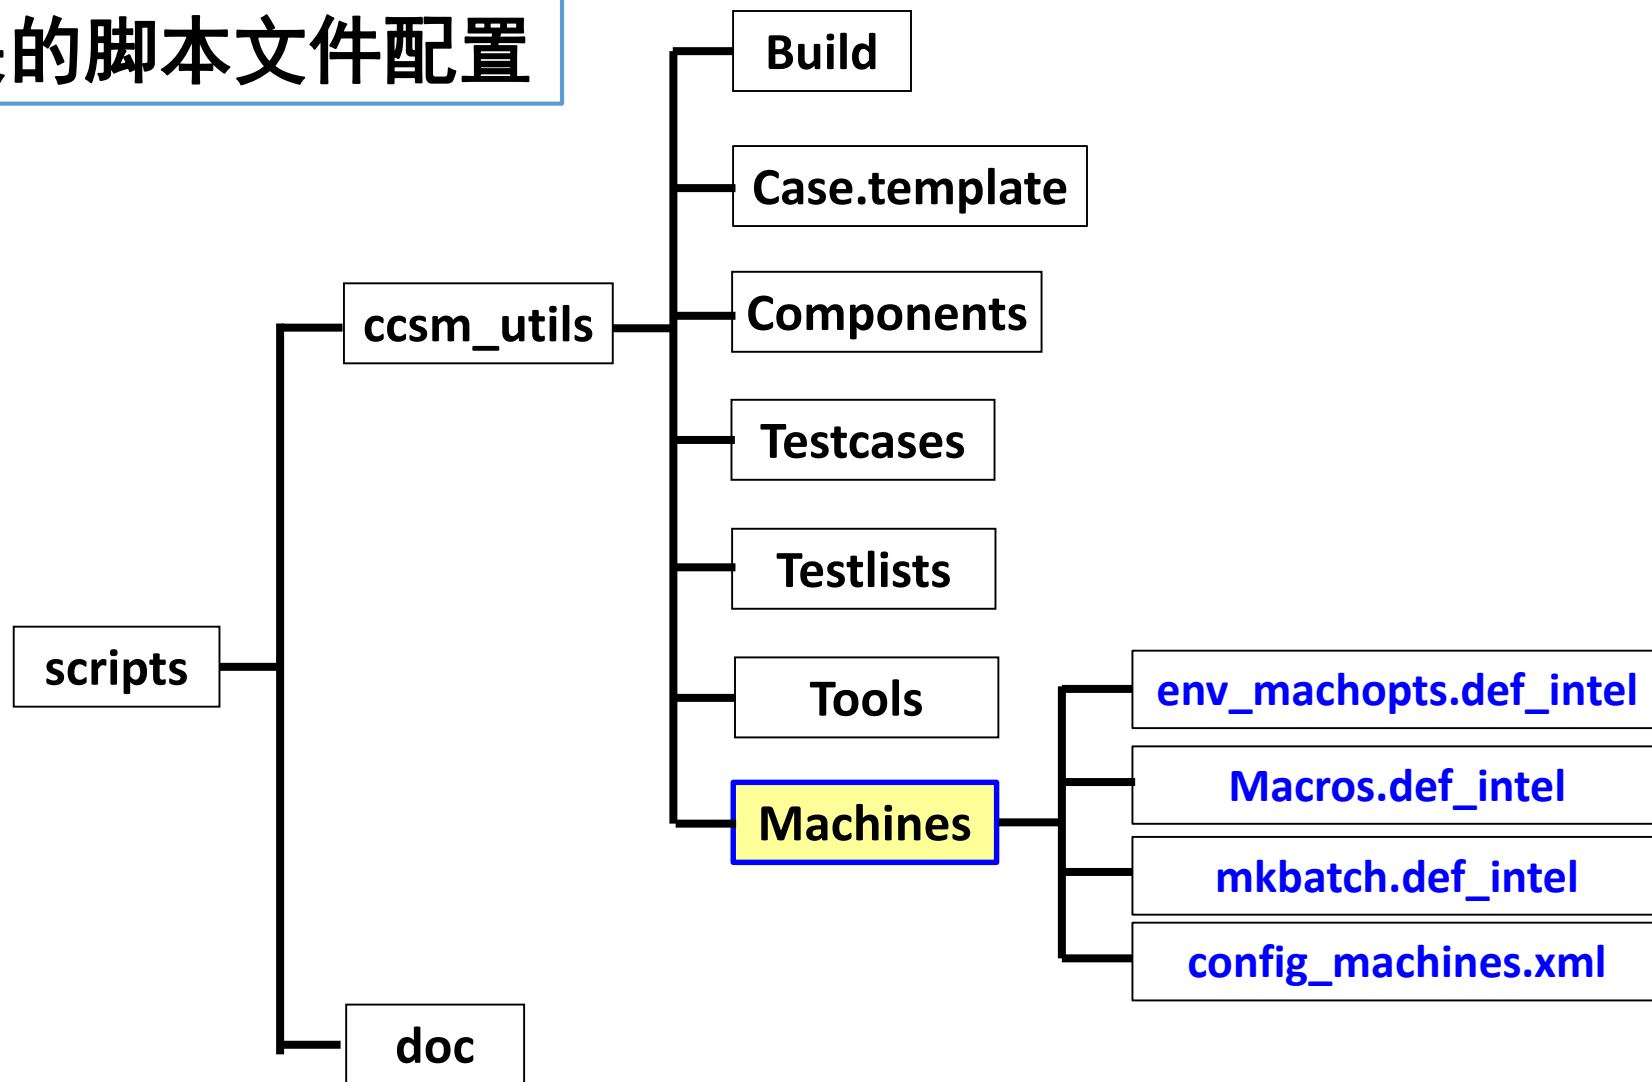 的脚本文件配置
Build
Case.template
Components
ccsm_utils
Testcases
Testlists
scripts
Tools
Machines
env_machopts.def_intel
Macros.def_intel
mkbatch.def_intel
config_machines.xml
doc